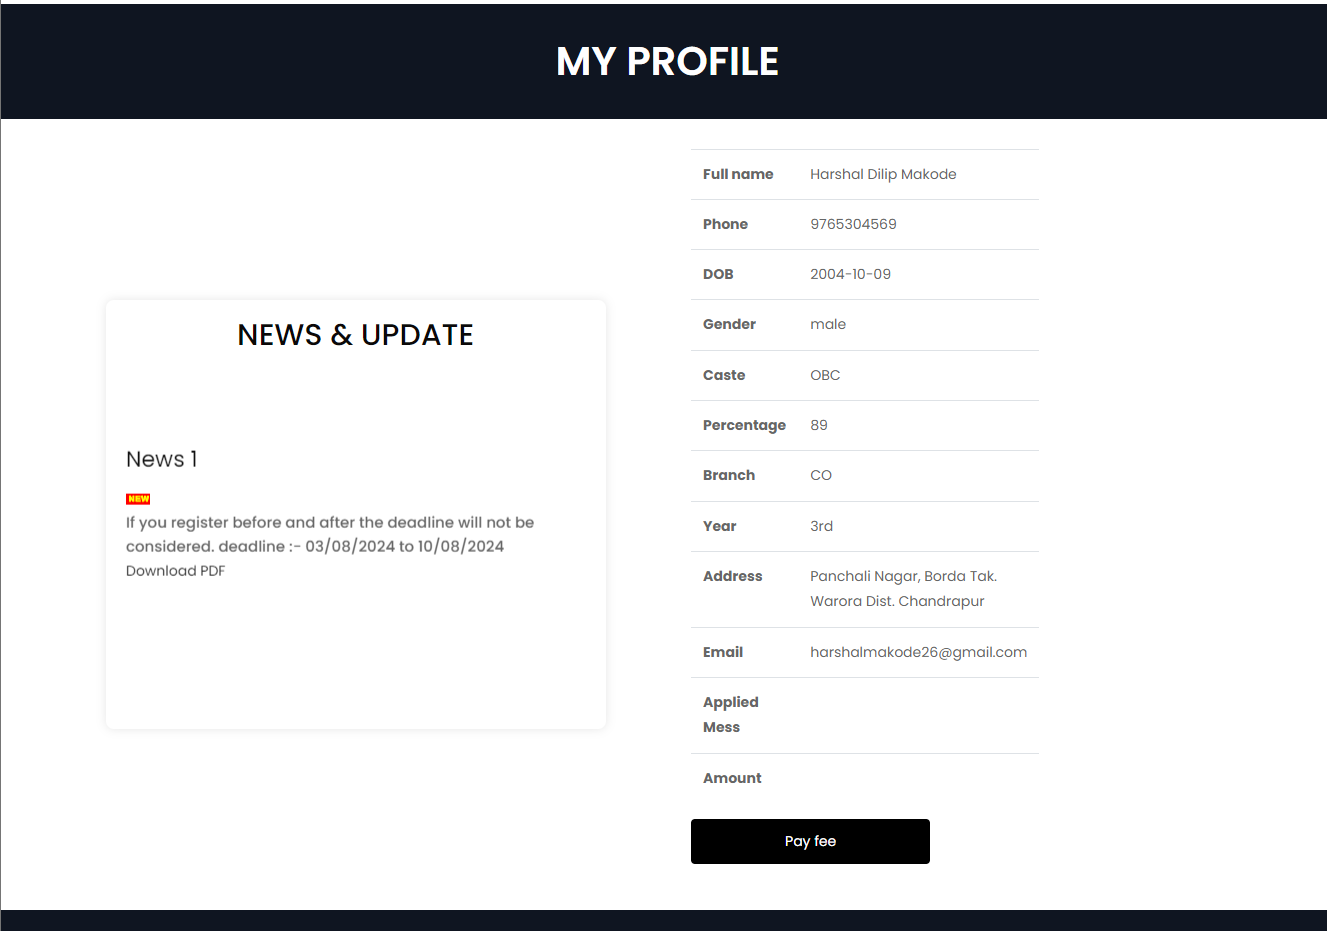 MY PROFILE
NEWS & UPDATE
News 1
NEW
If you register before and after the deadline will not be
considered. deadline :- 03/08/2024 to 10/08/2024
Download PDF
Full name Harshal Dilip Makode
Phone 9765304569
DOB 2004-10-09
Gender male
Caste OBC
Percentage 89
Branch CO
Year 3rd
Address Panchali Nagar, Borda Tak.
Warora Dist. Chandrapur
Email harshalmakode26@gmail.com
Applied
Mess
Amount
Pay fee